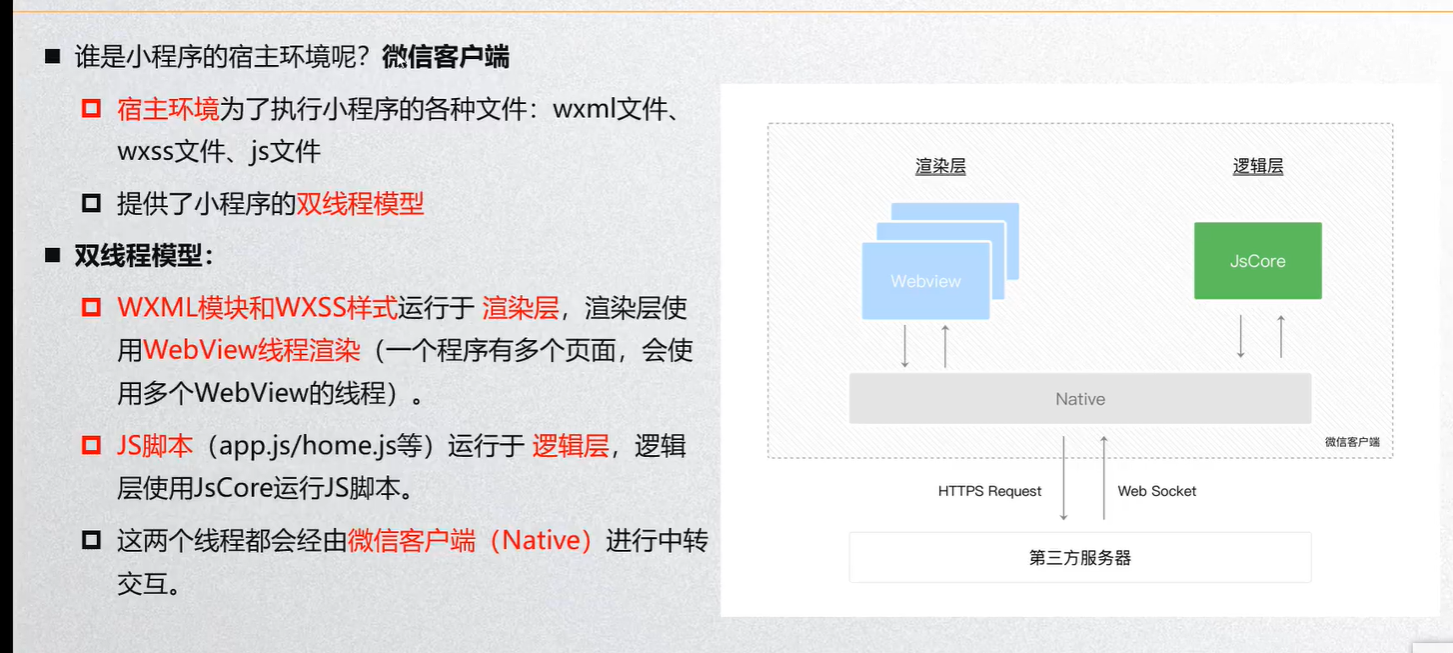 谁是小程序的宿主环境呢？微信客户端
宿主环境为了执行小程序的各种文件：wxml文件、
wxss文件、js文件
提供了小程序的双线程模型
双线程模型：
WXML模块和WXSS样式运行于 渲染层，渲染层使
用WebView线程渲染（一个程序有多个页面，会使
用多个WebView的线程）。
JS脚本（app.js/home.js等）运行于 逻辑层，逻辑
层使用JsCore运行JS脚本。
这两个线程都会经由微信客户端（Native）进行中转
交互。
渲染层
逻辑层
Webview
JsCore
Native
微信客户端
HTTPS Request
Web Socket
第三方服务器